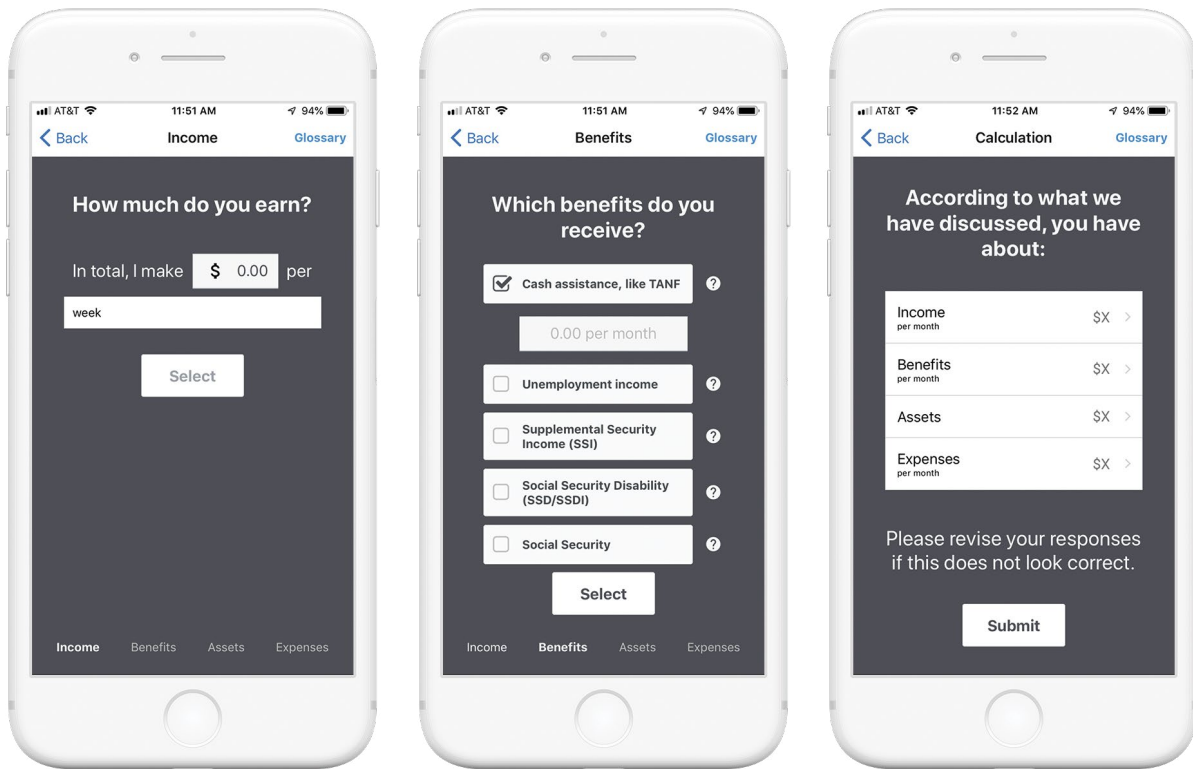 AT&T 11:51 AM 94%
Back Income Glossary
How much do you earn?
In total, I make $ 0.00 per
week
Select
Income Benefits Assets Expenses
AT&T 11:51 AM 94%
Back Benefits Glossary
Which benefits do you
receive?
Cash assistance, like TANF ?
0.00 per month
Unemployment income ?
Supplemental Security
Income (SSI) ?
Social Security Disability
(SSD/SSDI) ?
Social Security ?
Select
Income Benefits Assets Expenses
AT&T 11:52 AM 94%
Back Calculation Glossary
According to what we
have discussed, you have
about:
Income $X
per month
Benefits $X
per month
Assets $X
Expenses $X
per month
Please revise your responses
if this does not look correct.
Submit